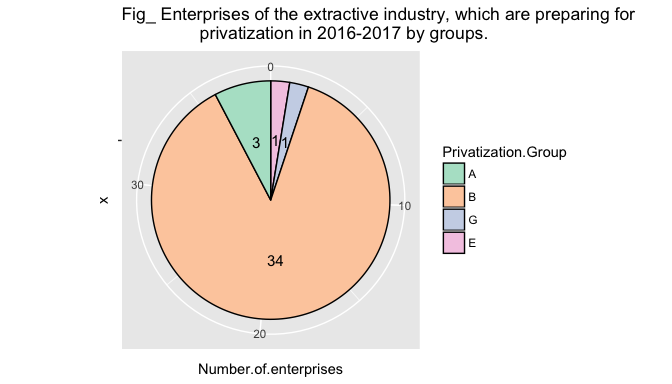 Fig_ Enterprises of the extractive industry, which are preparing for
privatization in 2016-2017 by groups.
0
3
1
1
Privatization.Group
A
-
30
B
x
10
G
E
34
20
Number.of.enterprises